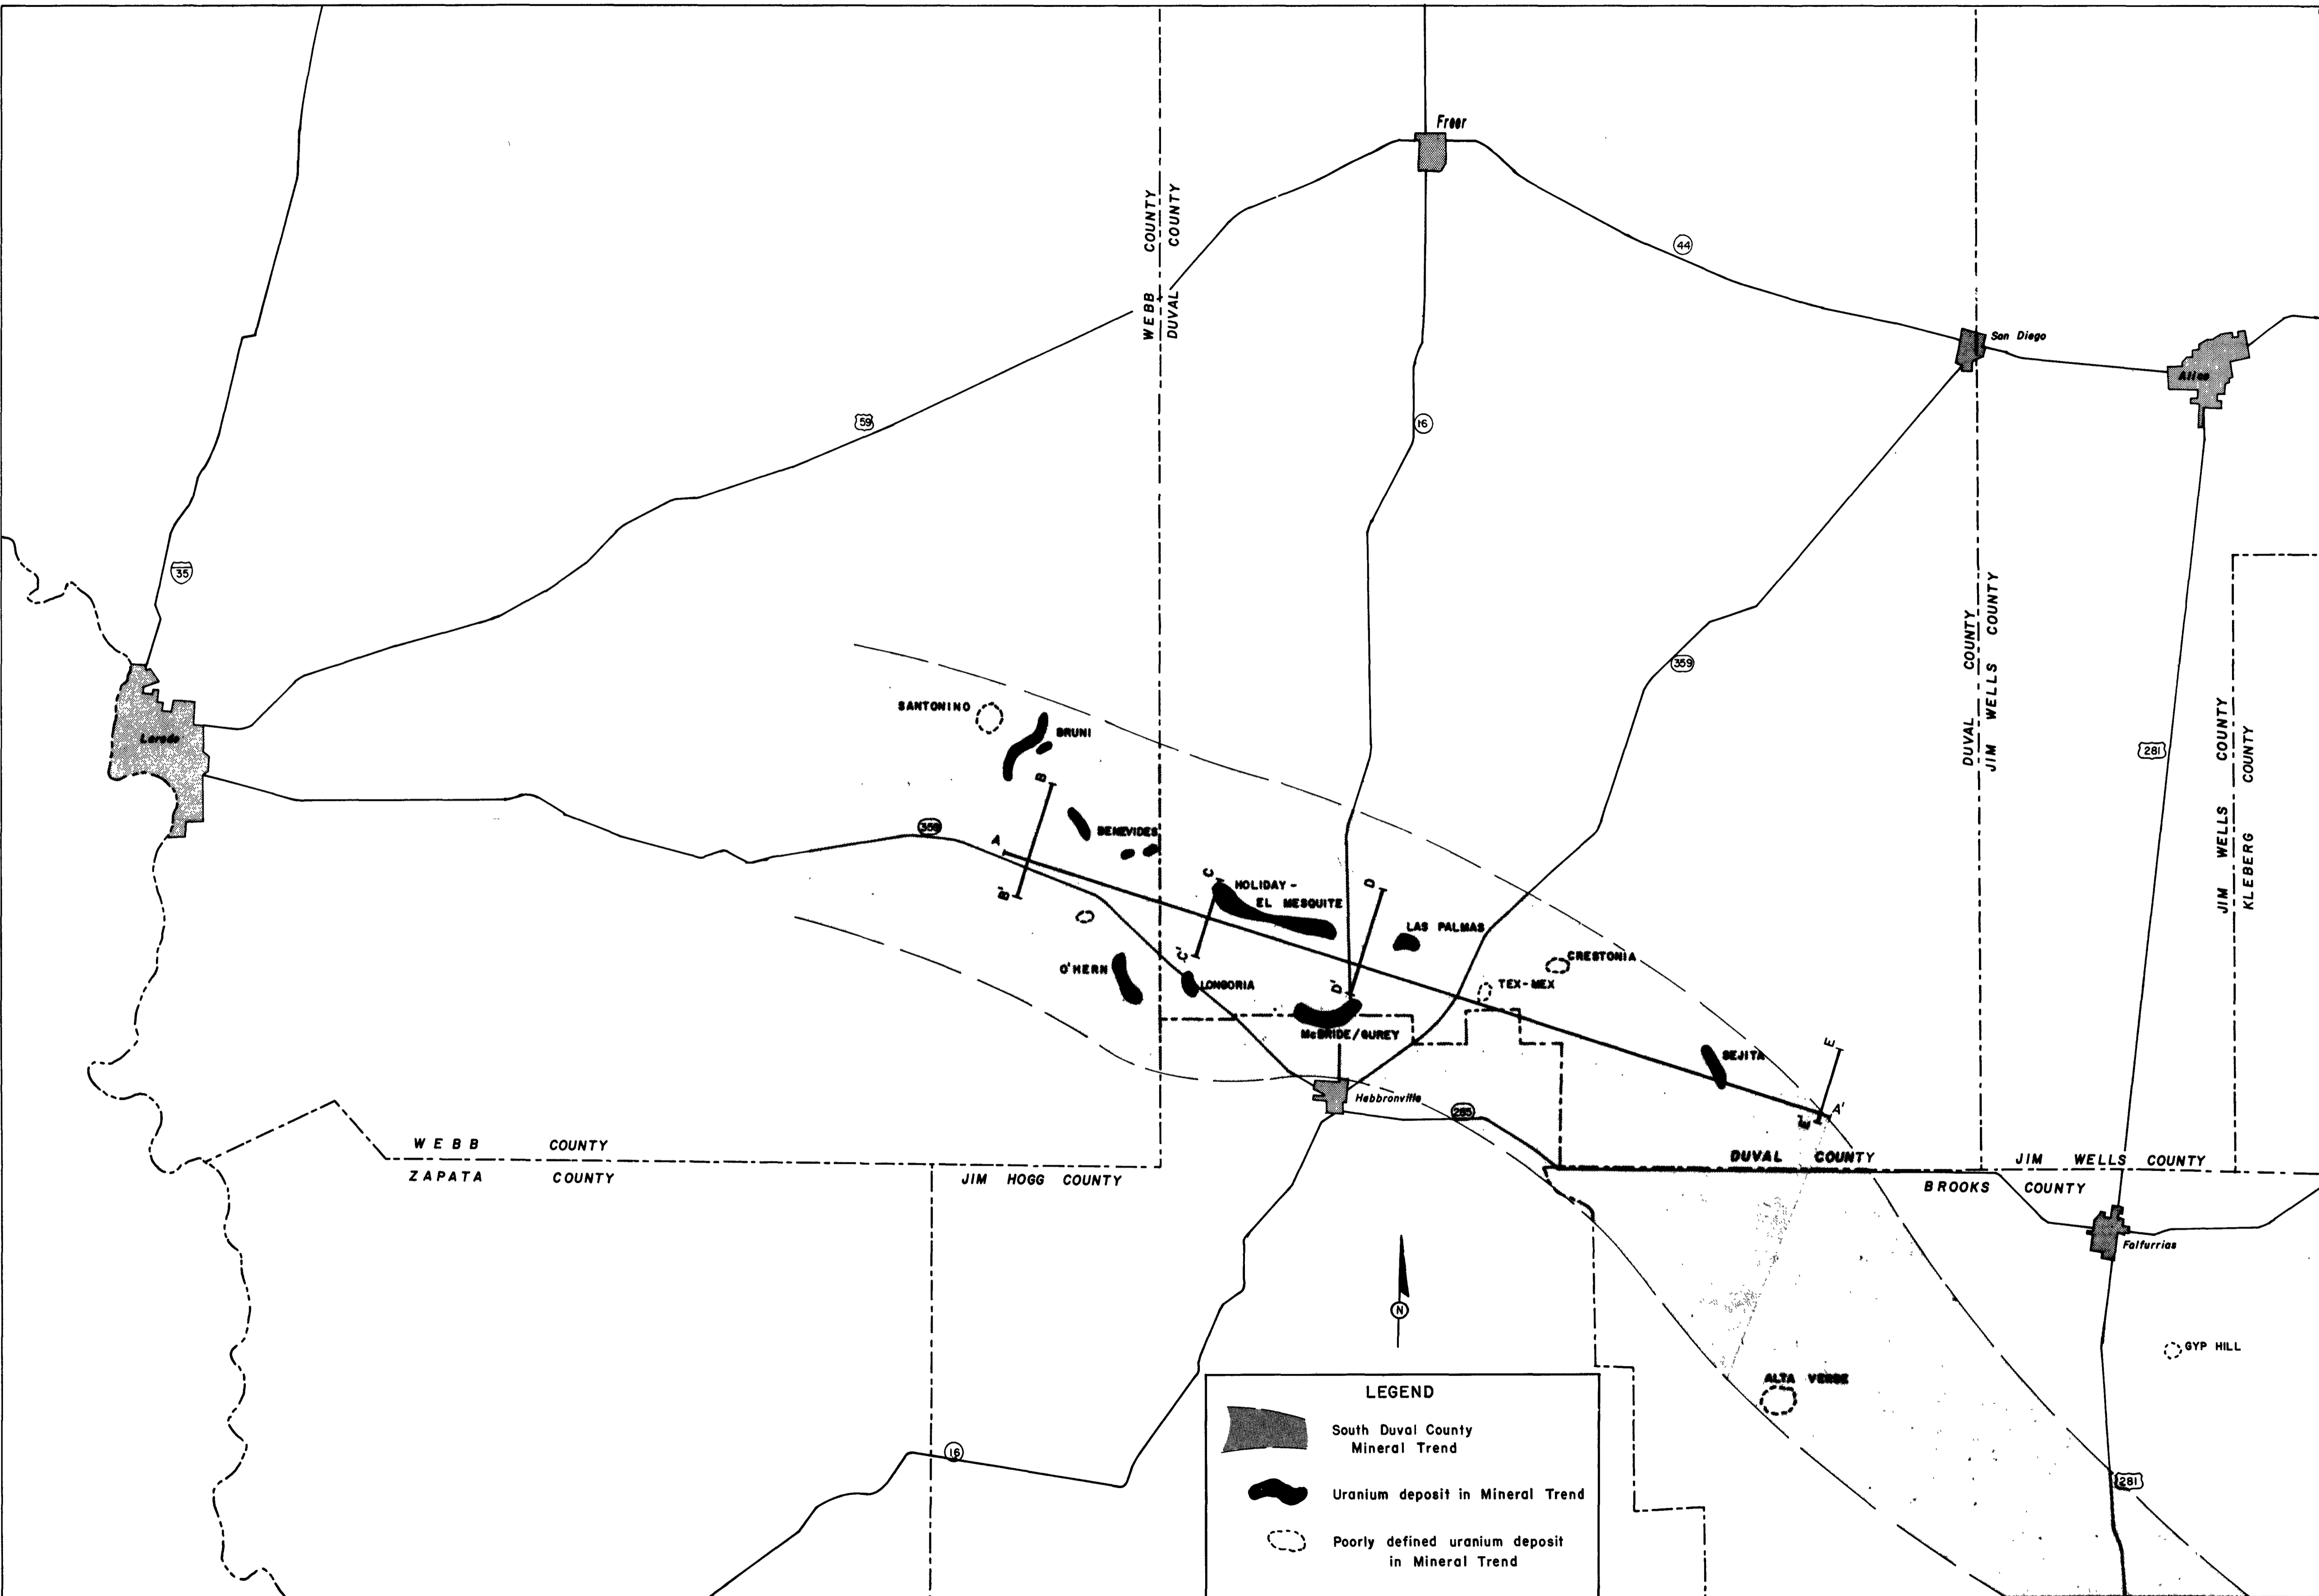 Freer
WEBB COUNTY
DUVAL COUNTY
44
WEBB
DUVAL
San Diego
Alice
59
16
35
DUVAL COUNTY
JIM WELLS COUNTY
359
JIM WELLS COUNTY
KLEBERG COUNTY
281
SANTONINO
BRUNI
Laredo
B
BENEVIDES
359
A
B'
C
HOLIDAY -
EL MESQUITE
D
LAS PALMAS
C'
O'HERN
LONGORIA
CRESTONIA
TEX-MEX
D'
McBRIDE/GUREY
SEJITA
E
Hebbronville
285
A'
E'
WEBB COUNTY
ZAPATA COUNTY
JIM HOGG COUNTY
DUVAL COUNTY
JIM WELLS COUNTY
BROOKS COUNTY
Falfurrias
N
GYP HILL
ALTA VERDE
16
281
LEGEND
South Duval County
Mineral Trend
Uranium deposit in Mineral Trend
Poorly defined uranium deposit
in Mineral Trend